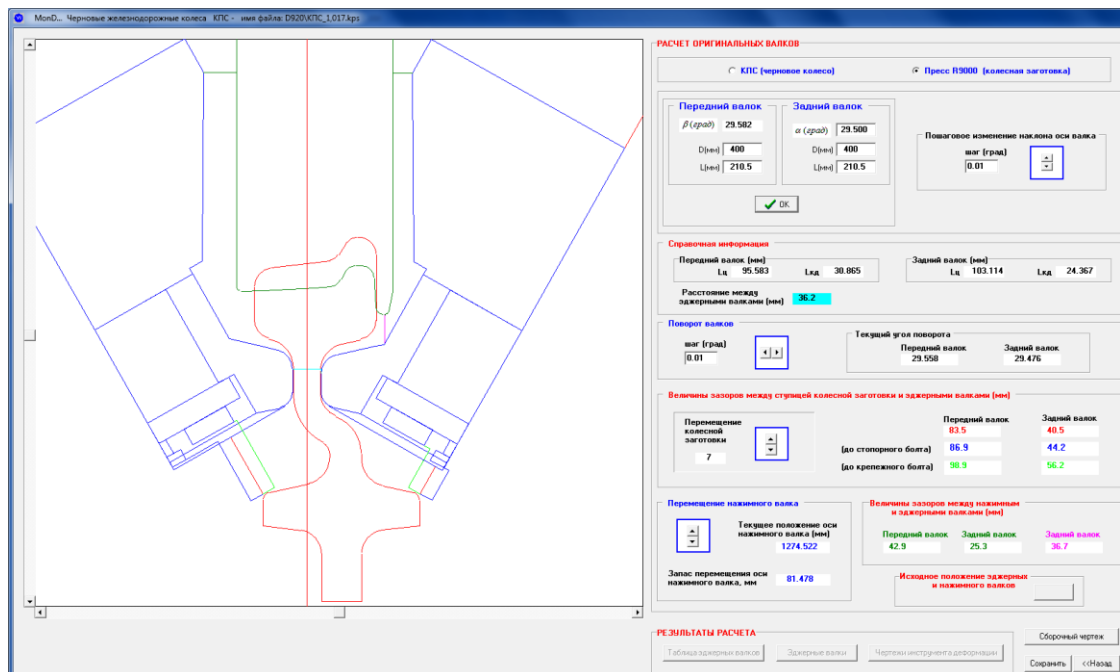 MonD... Черновые железнодорожные колеса КПС - имя файла: D920\КПС_1,017.kps
РАСЧЕТ ОРИГИНАЛЬНЫХ ВАЛКОВ
КПС (черновое колесо)
Пресс R9000 (колесная заготовка)
Передний валок
β (град) 29.582
D(мм) 400
L(мм) 210.5
Задний валок
α (град) 29.500
D(мм) 400
L(мм) 210.5
OK
Пошаговое изменение наклона оси валка
шаг (град)
0.01
Справочная информация
Передний валок (мм)
Lц 95.583 Lкд 30.865
Задний валок (мм)
Lц 103.114 Lкд 24.367
Расстояние между
эджерными валками (мм) 36.2
Поворот валков
шаг (град)
0.01
Текущий угол поворота
Передний валок Задний валок
29.558 29.476
Величины зазоров между ступицей колесной заготовки и эджерными валками (мм)
Перемещение
колесной
заготовки
7
Передний валок Задний валок
83.5 40.5
(до стопорного болта) 86.9 44.2
(до крепежного болта) 98.9 56.2
Перемещение нажимного валка
Текущее положение оси
нажимного валка (мм)
1274.522
Запас перемещения оси
нажимного валка, мм 81.478
Величины зазоров между нажимным
и эджерными валками (мм)
Передний валок Задний валок Задний валок
42.9 25.3 36.7
Исходное положение эджерных
и нажимного валков
РЕЗУЛЬТАТЫ РАСЧЕТА
Таблица эджерных валков Эджерные валки Чертежи инструмента деформации
Сборочный чертеж
Сохранить <<Назад